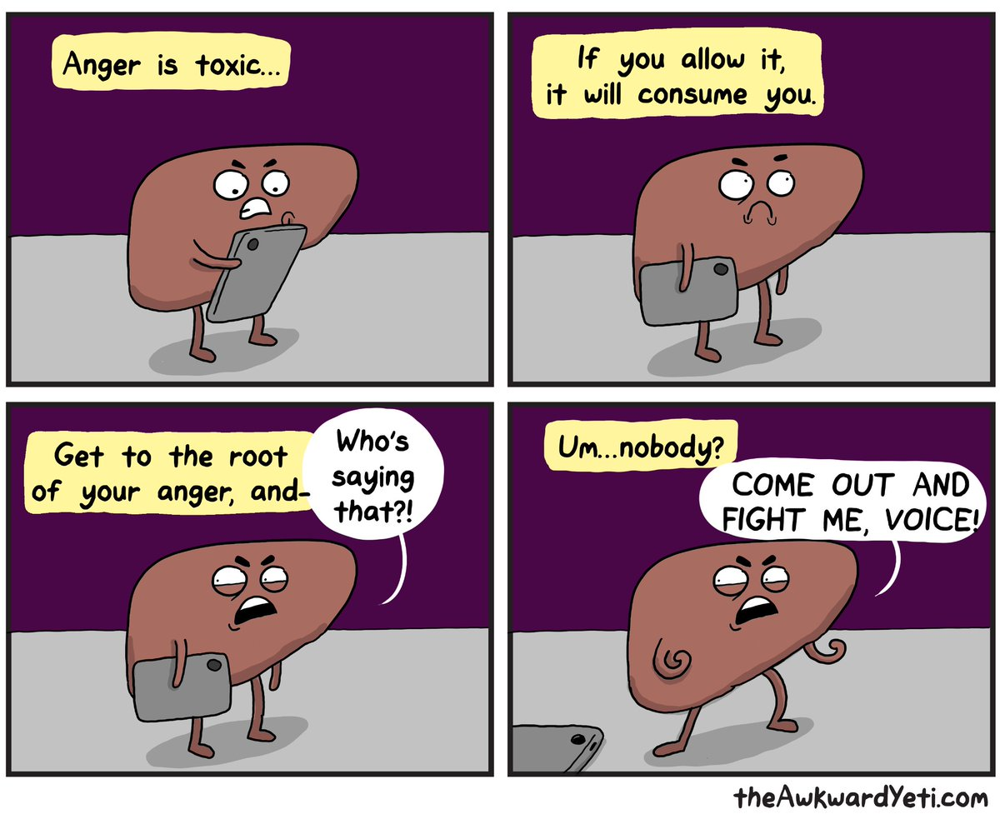 Anger is toxic...
If you allow it,
it will consume you.
Get to the root
of your anger, and-
Who's
saying
that?!
Um...nobody?
COME OUT AND
FIGHT ME, VOICE!
theAwkwardYeti.com